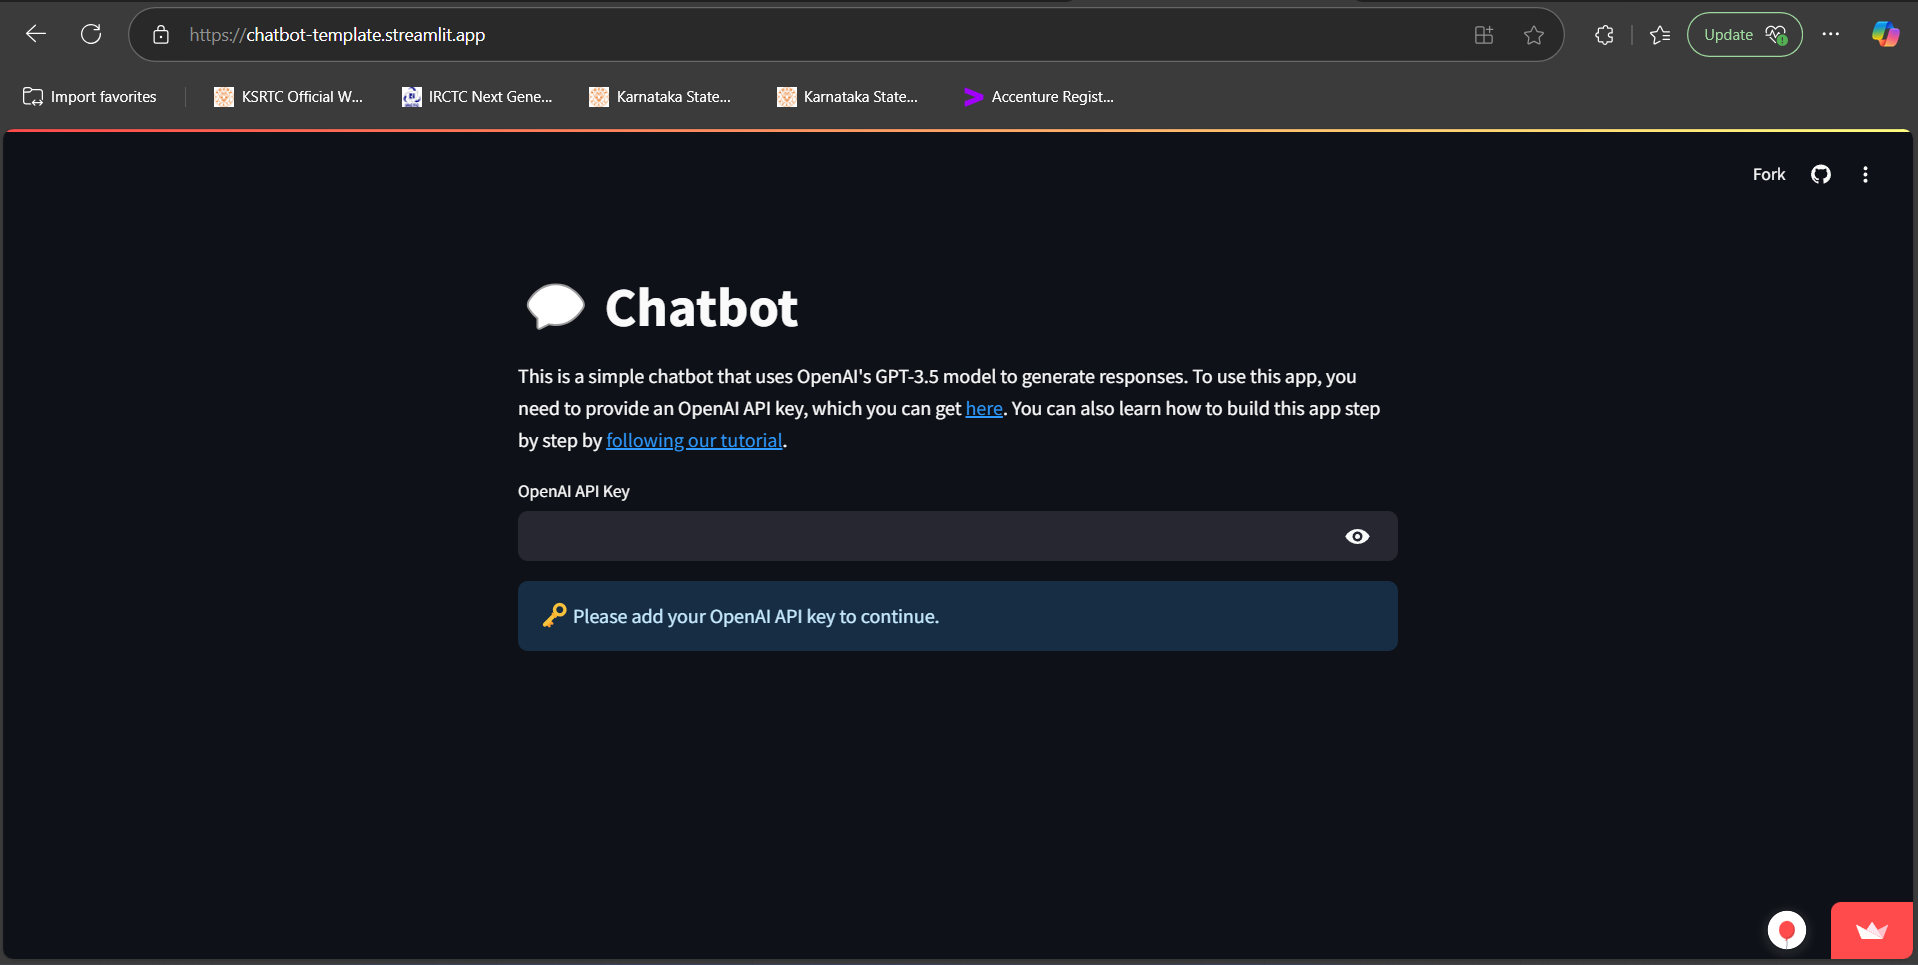 https://chatbot-template.streamlit.app
Update
Import favorites
KSRTC Official W...
IRCTC Next Gene...
Karnataka State...
Karnataka State...
Accenture Regist...
Fork
Chatbot
This is a simple chatbot that uses OpenAI's GPT-3.5 model to generate responses. To use this app, you
need to provide an OpenAI API key, which you can get here. You can also learn how to build this app step
by step by following our tutorial.
OpenAI API Key
Please add your OpenAI API key to continue.